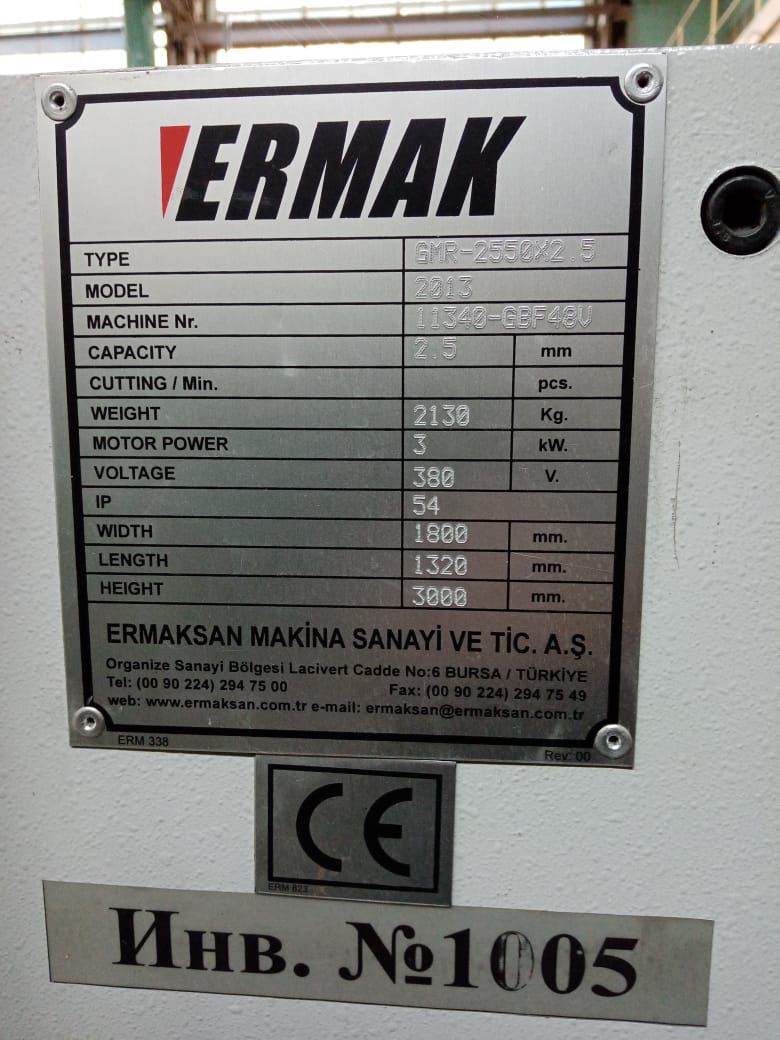 ERMAK
TYPE GMR-2550X2.5
MODEL 2013
MACHINE Nr. 11340-GBF48V
CAPACITY 2.5 mm
CUTTING / Min. pcs.
WEIGHT 2130 Kg.
MOTOR POWER 3 kW.
VOLTAGE 380 V.
IP 54
WIDTH 1800 mm.
LENGTH 1320 mm.
HEIGHT 3000 mm.
ERMAKSAN MAKİNA SANAYİ VE TİC. A.Ş.
Organize Sanayi Bölgesi Lacivert Cadde No:6 BURSA / TÜRKİYE
Tel: (00 90 224) 294 75 00 Fax: (00 90 224) 294 75 49
web: www.ermaksan.com.tr e-mail: ermaksan@ermaksan.com.tr
ERM 338 Rev: 00
CE
ERM 823
Инв. №1005